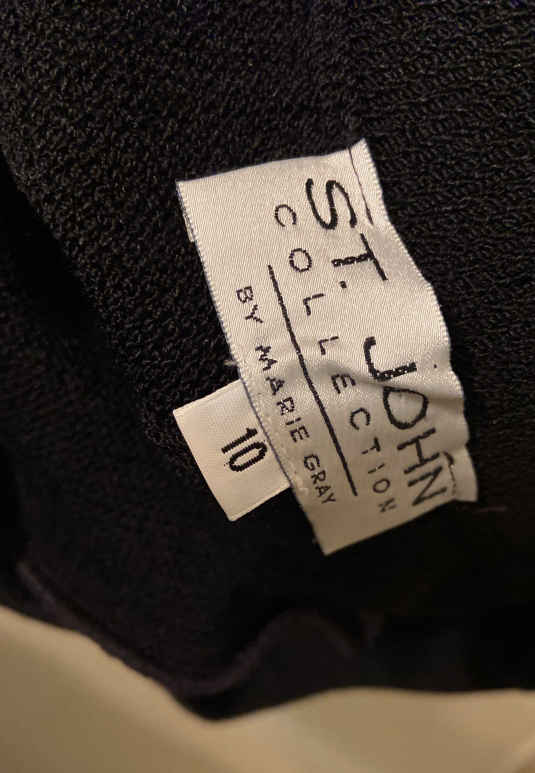 ST. JOHN
COLLECTION
BY MARIE GRAY
10